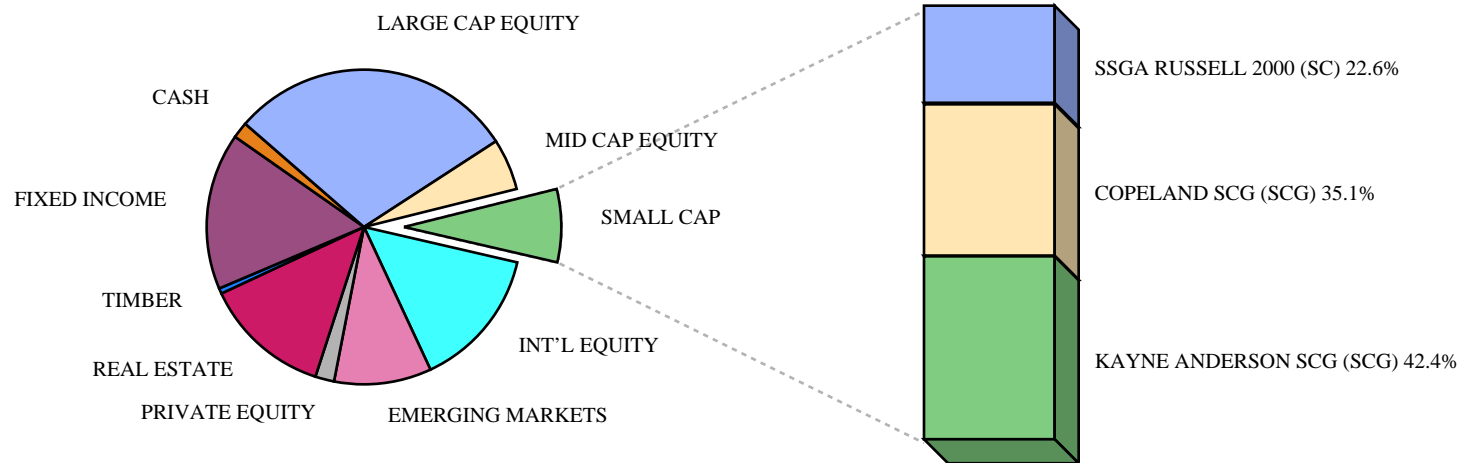 LARGE CAP EQUITY
CASH
MID CAP EQUITY
FIXED INCOME
SMALL CAP
TIMBER
INT'L EQUITY
REAL ESTATE
PRIVATE EQUITY
EMERGING MARKETS
SSGA RUSSELL 2000 (SC) 22.6%
COPELAND SCG (SCG) 35.1%
KAYNE ANDERSON SCG (SCG) 42.4%